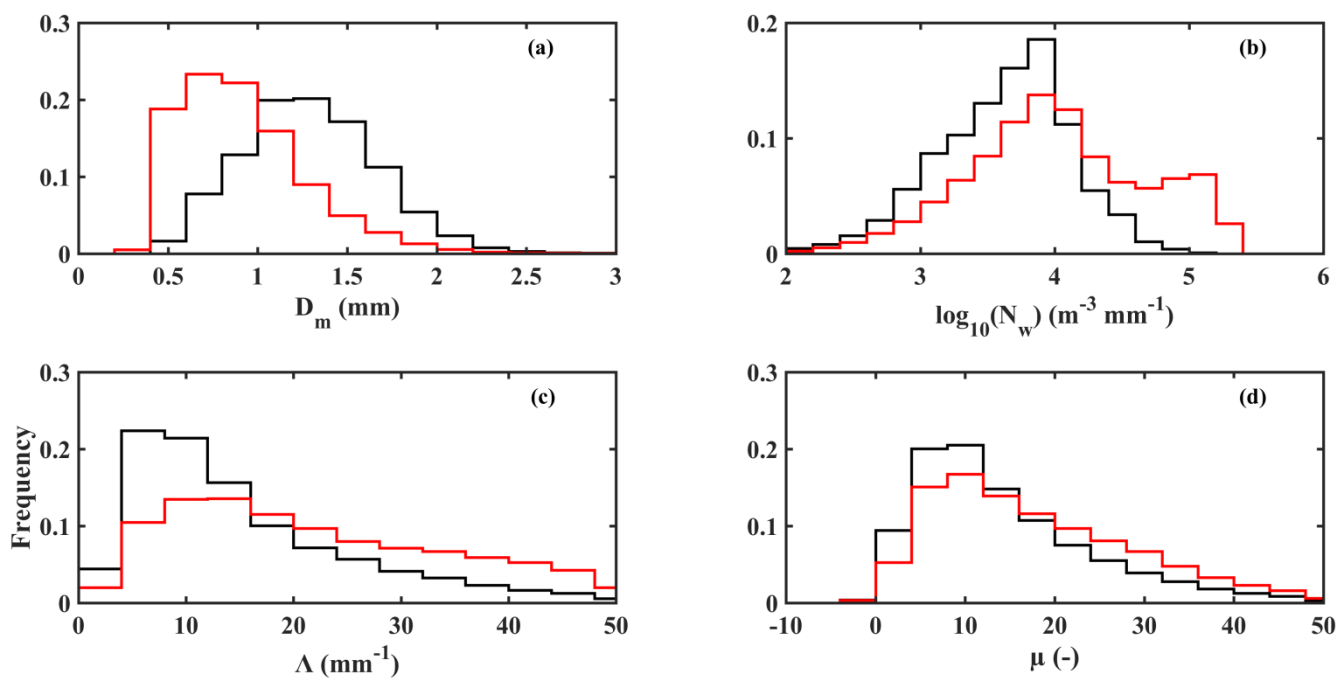 0.3
0.2
0.1
0
(a)
0 0.5 1 1.5 2 2.5 3
D_m (mm)
0.2
0.1
0
(b)
2 3 4 5 6
log_10(N_w) (m^-3 mm^-1)
Frequency
0.3
0.2
0.1
0
(c)
0 10 20 30 40 50
Λ (mm^-1)
0.3
0.2
0.1
0
(d)
-10 0 10 20 30 40 50
μ (-)